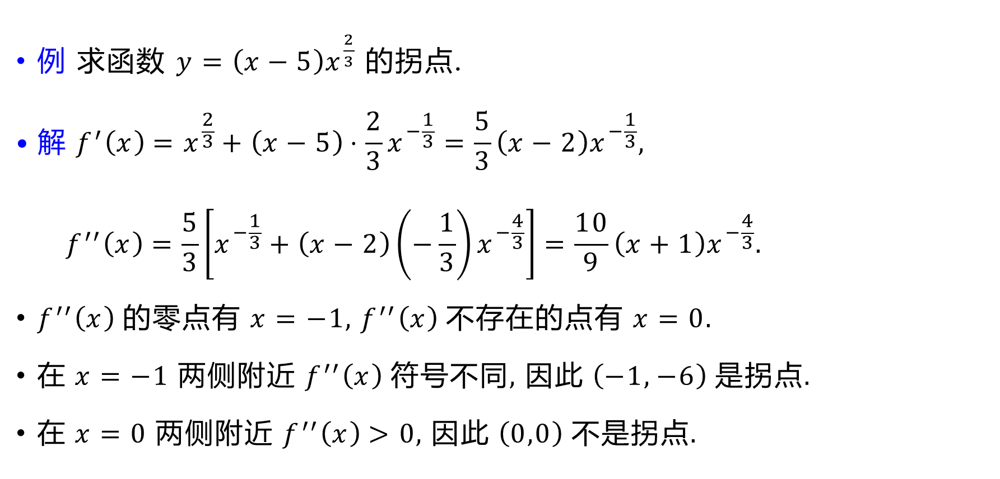 • 例 求函数 $y = (x - 5)x^{\frac{2}{3}}$ 的拐点.
• 解 $f'(x) = x^{\frac{2}{3}} + (x - 5) \cdot \frac{2}{3} x^{-\frac{1}{3}} = \frac{5}{3}(x - 2)x^{-\frac{1}{3}},$
$f''(x) = \frac{5}{3}\left[x^{-\frac{1}{3}} + (x - 2)\left(-\frac{1}{3}\right)x^{-\frac{4}{3}}\right] = \frac{10}{9}(x + 1)x^{-\frac{4}{3}}.$
• $f''(x)$ 的零点有 $x = -1$, $f''(x)$ 不存在的点有 $x = 0$.
• 在 $x = -1$ 两侧附近 $f''(x)$ 符号不同, 因此 $(-1, -6)$ 是拐点.
• 在 $x = 0$ 两侧附近 $f''(x) > 0$, 因此 $(0,0)$ 不是拐点.